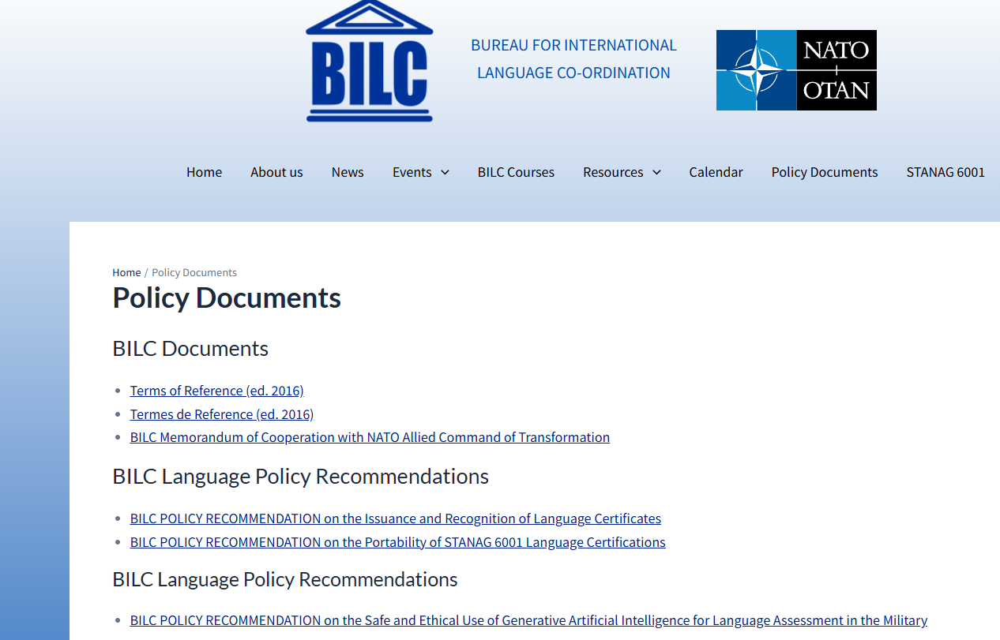 BILC
BUREAU FOR INTERNATIONAL
LANGUAGE CO-ORDINATION
NATO
OTAN
Home About us News Events BILC Courses Resources Calendar Policy Documents STANAG 6001
Home / Policy Documents
Policy Documents
BILC Documents
Terms of Reference (ed. 2016)
Termes de Reference (ed. 2016)
BILC Memorandum of Cooperation with NATO Allied Command of Transformation
BILC Language Policy Recommendations
BILC POLICY RECOMMENDATION on the Issuance and Recognition of Language Certificates
BILC POLICY RECOMMENDATION on the Portability of STANAG 6001 Language Certifications
BILC Language Policy Recommendations
BILC POLICY RECOMMENDATION on the Safe and Ethical Use of Generative Artificial Intelligence for Language Assessment in the Military